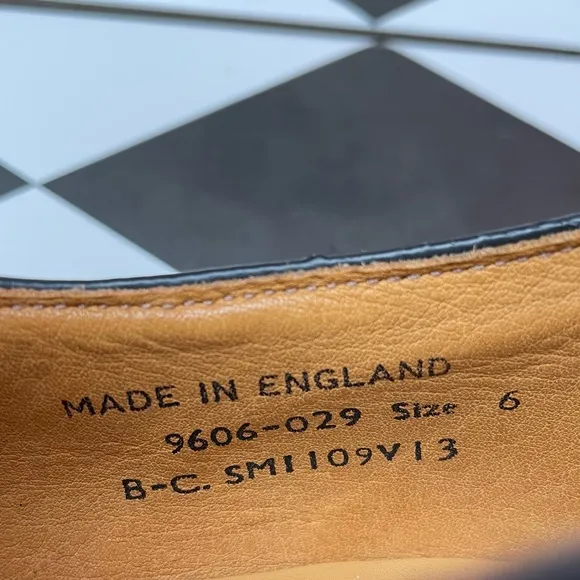 MADE IN ENGLAND
9606-029 Size 6
B-C. SM1109V13